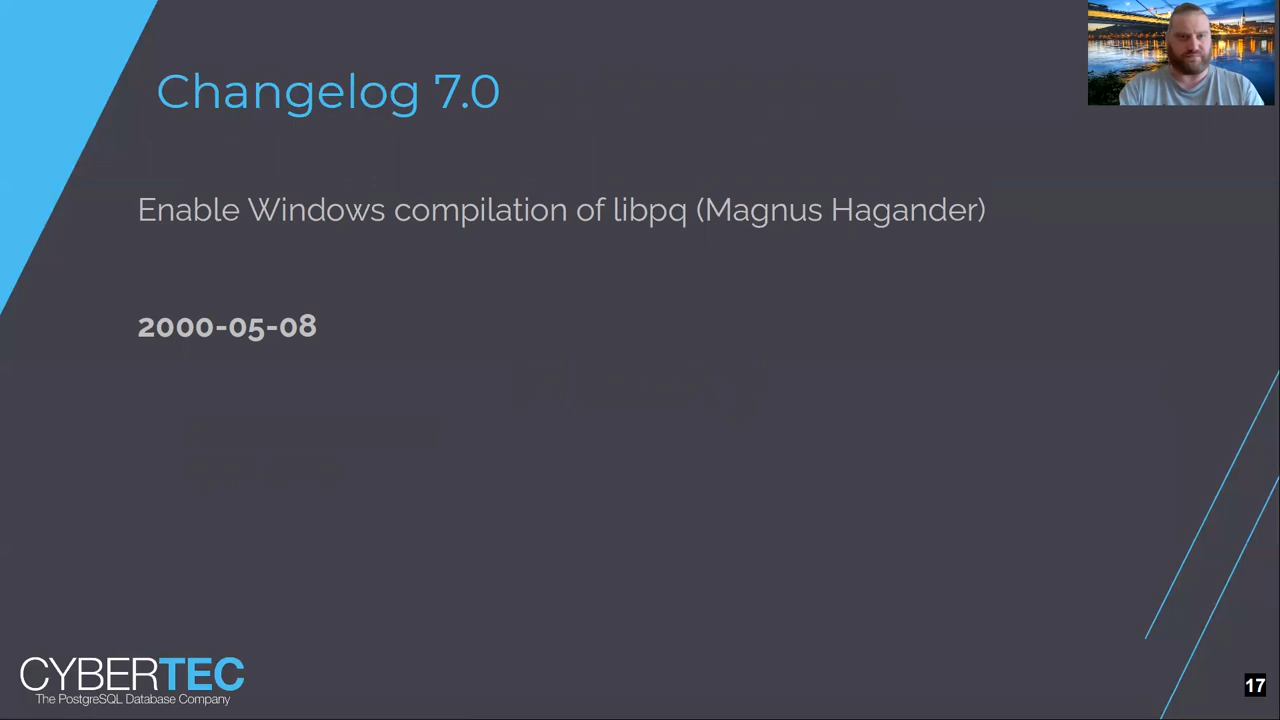 Changelog 7.0
Enable Windows compilation of libpq (Magnus Hagander)
2000-05-08
CYBERTEC
The PostgreSQL Database Company
17